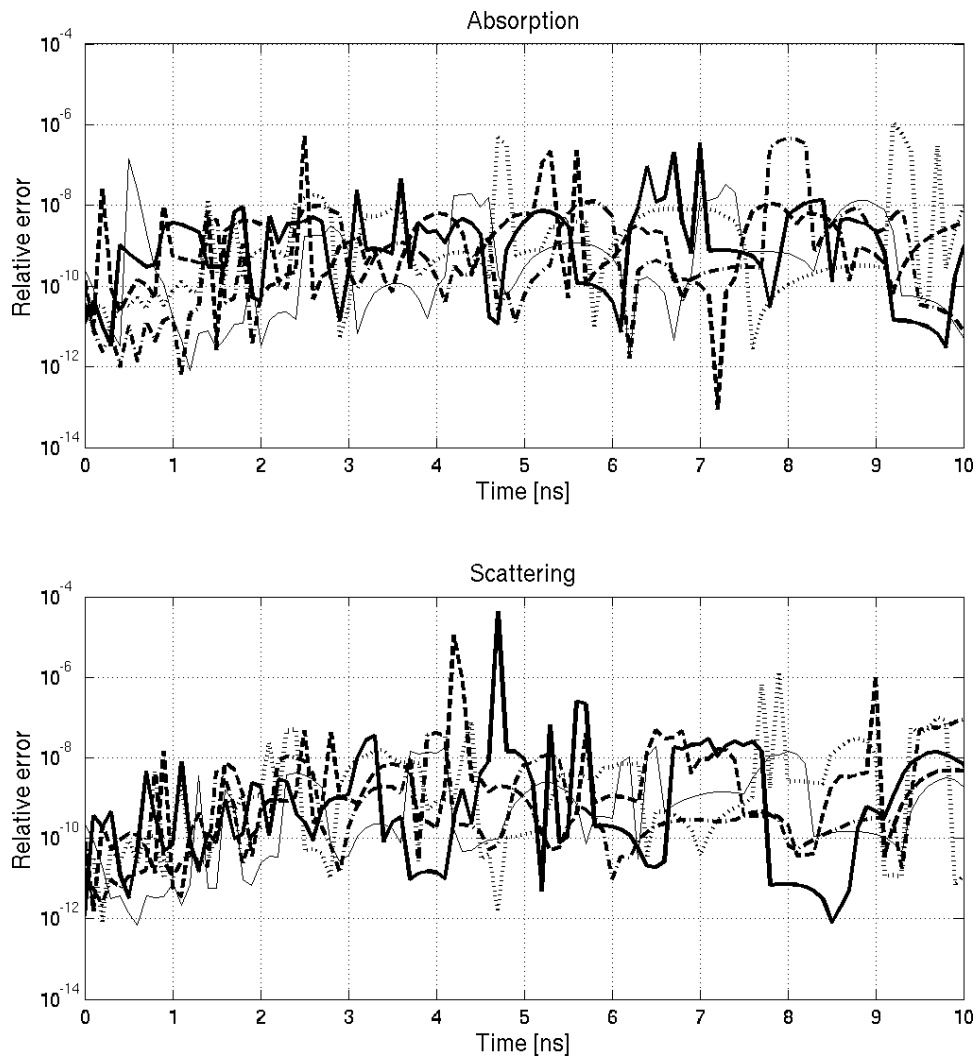 Absorption
10^-4
10^-6
10^-8
10^-10
10^-12
10^-14
Relative error
0 1 2 3 4 5 6 7 8 9 10
Time [ns]
Scattering
10^-4
10^-6
10^-8
10^-10
10^-12
10^-14
Relative error
0 1 2 3 4 5 6 7 8 9 10
Time [ns]